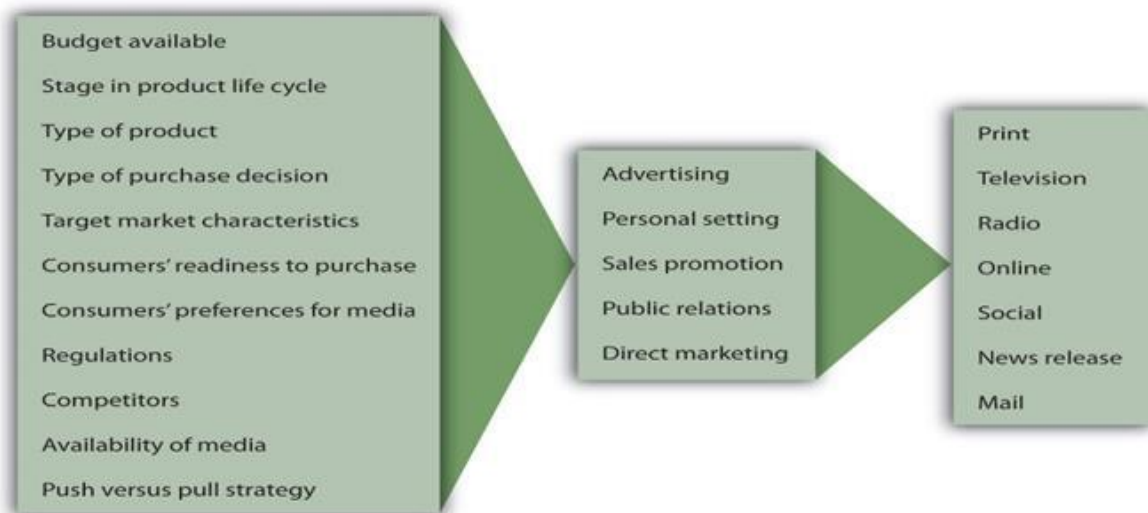 Budget available
Stage in product life cycle
Type of product
Type of purchase decision
Target market characteristics
Consumers' readiness to purchase
Consumers' preferences for media
Regulations
Competitors
Availability of media
Push versus pull strategy
Advertising
Personal setting
Sales promotion
Public relations
Direct marketing
Print
Television
Radio
Online
Social
News release
Mail